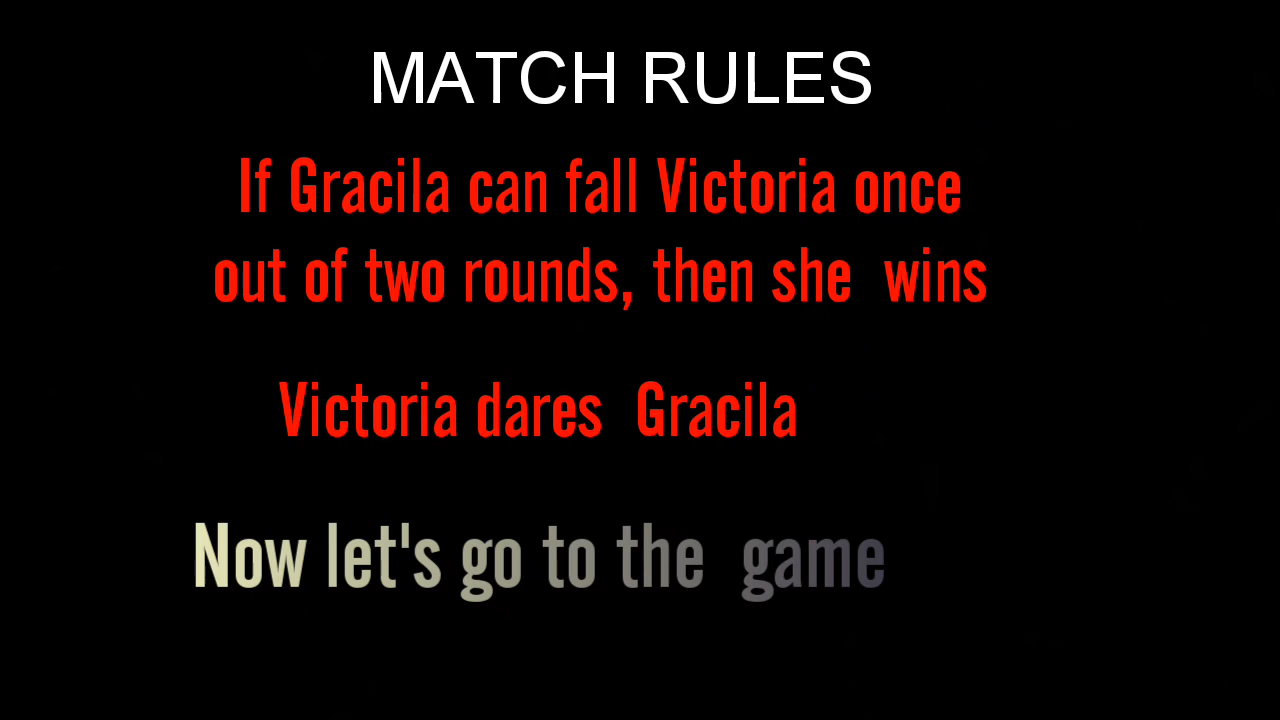 MATCH RULES
If Gracila can fall Victoria once
out of two rounds, then she wins
Victoria dares Gracila
Now let's go to the game